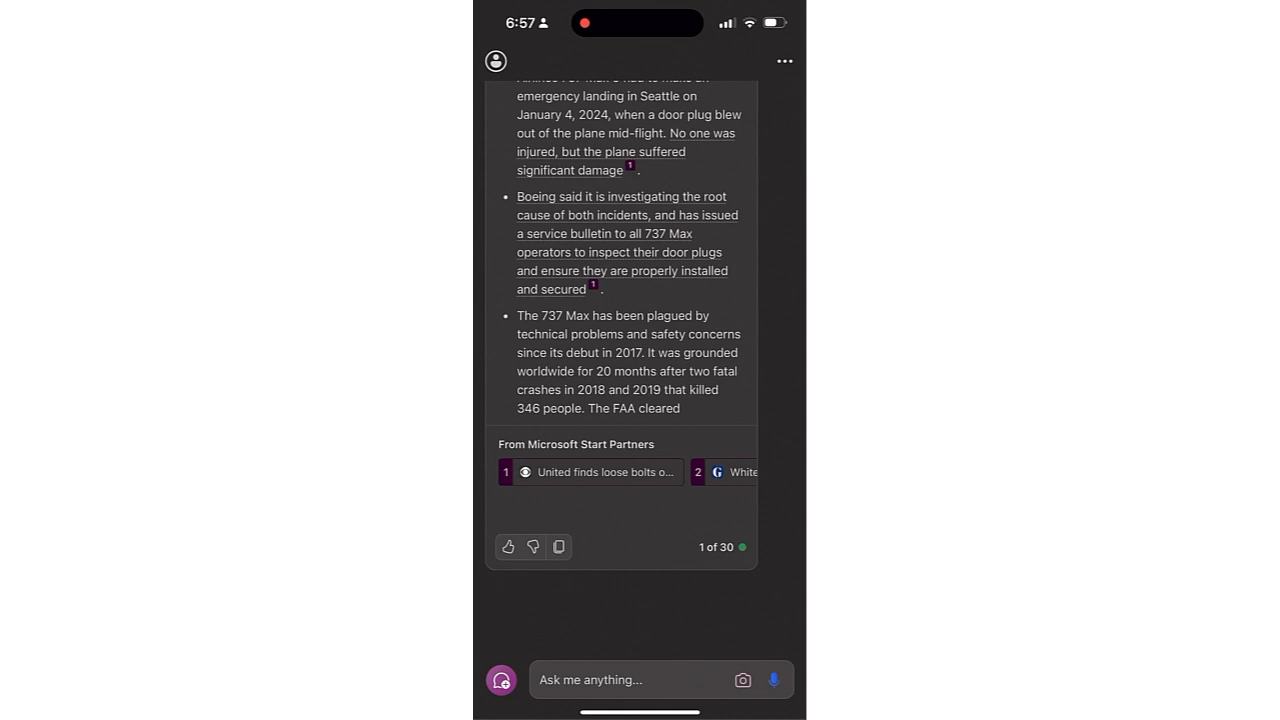 6:57
emergency landing in Seattle on
January 4, 2024, when a door plug blew
out of the plane mid-flight. No one was
injured, but the plane suffered
significant damage 1 .
• Boeing said it is investigating the root
cause of both incidents, and has issued
a service bulletin to all 737 Max
operators to inspect their door plugs
and ensure they are properly installed
and secured 1 .
• The 737 Max has been plagued by
technical problems and safety concerns
since its debut in 2017. It was grounded
worldwide for 20 months after two fatal
crashes in 2018 and 2019 that killed
346 people. The FAA cleared
From Microsoft Start Partners
1 United finds loose bolts o... 2 G White
1 of 30
Ask me anything...